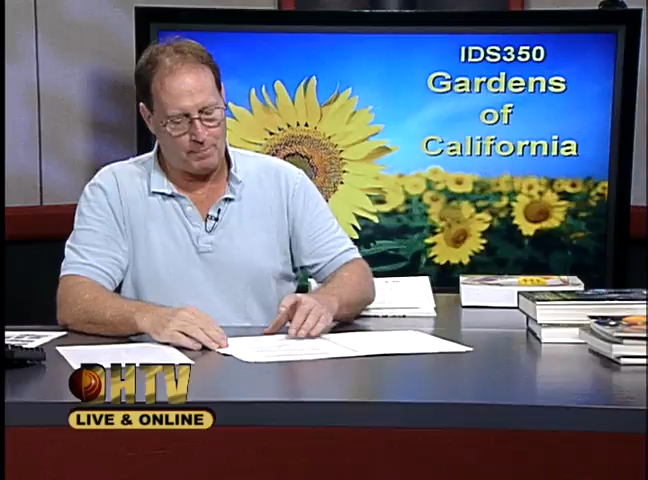 IDS350
Gardens
of
California
DHTV
LIVE & ONLINE